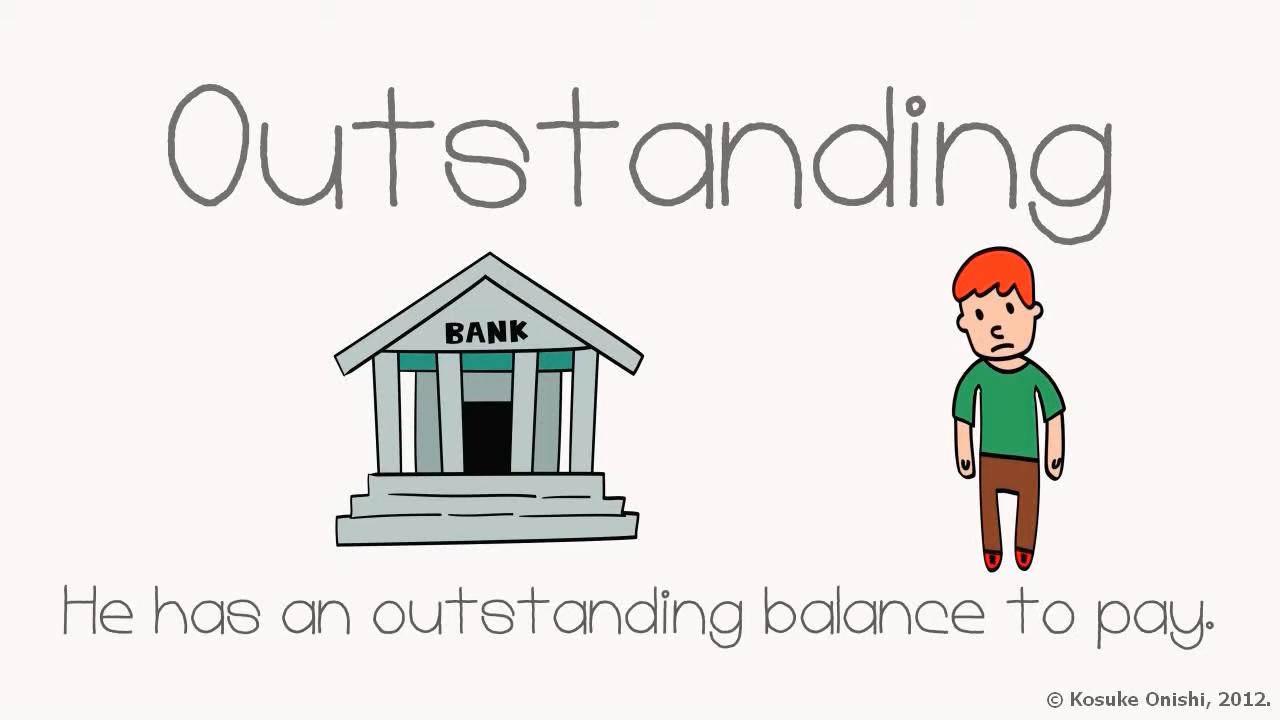 Outstanding
BANK
He has an outstanding balance to pay.
© Kosuke Onishi, 2012.